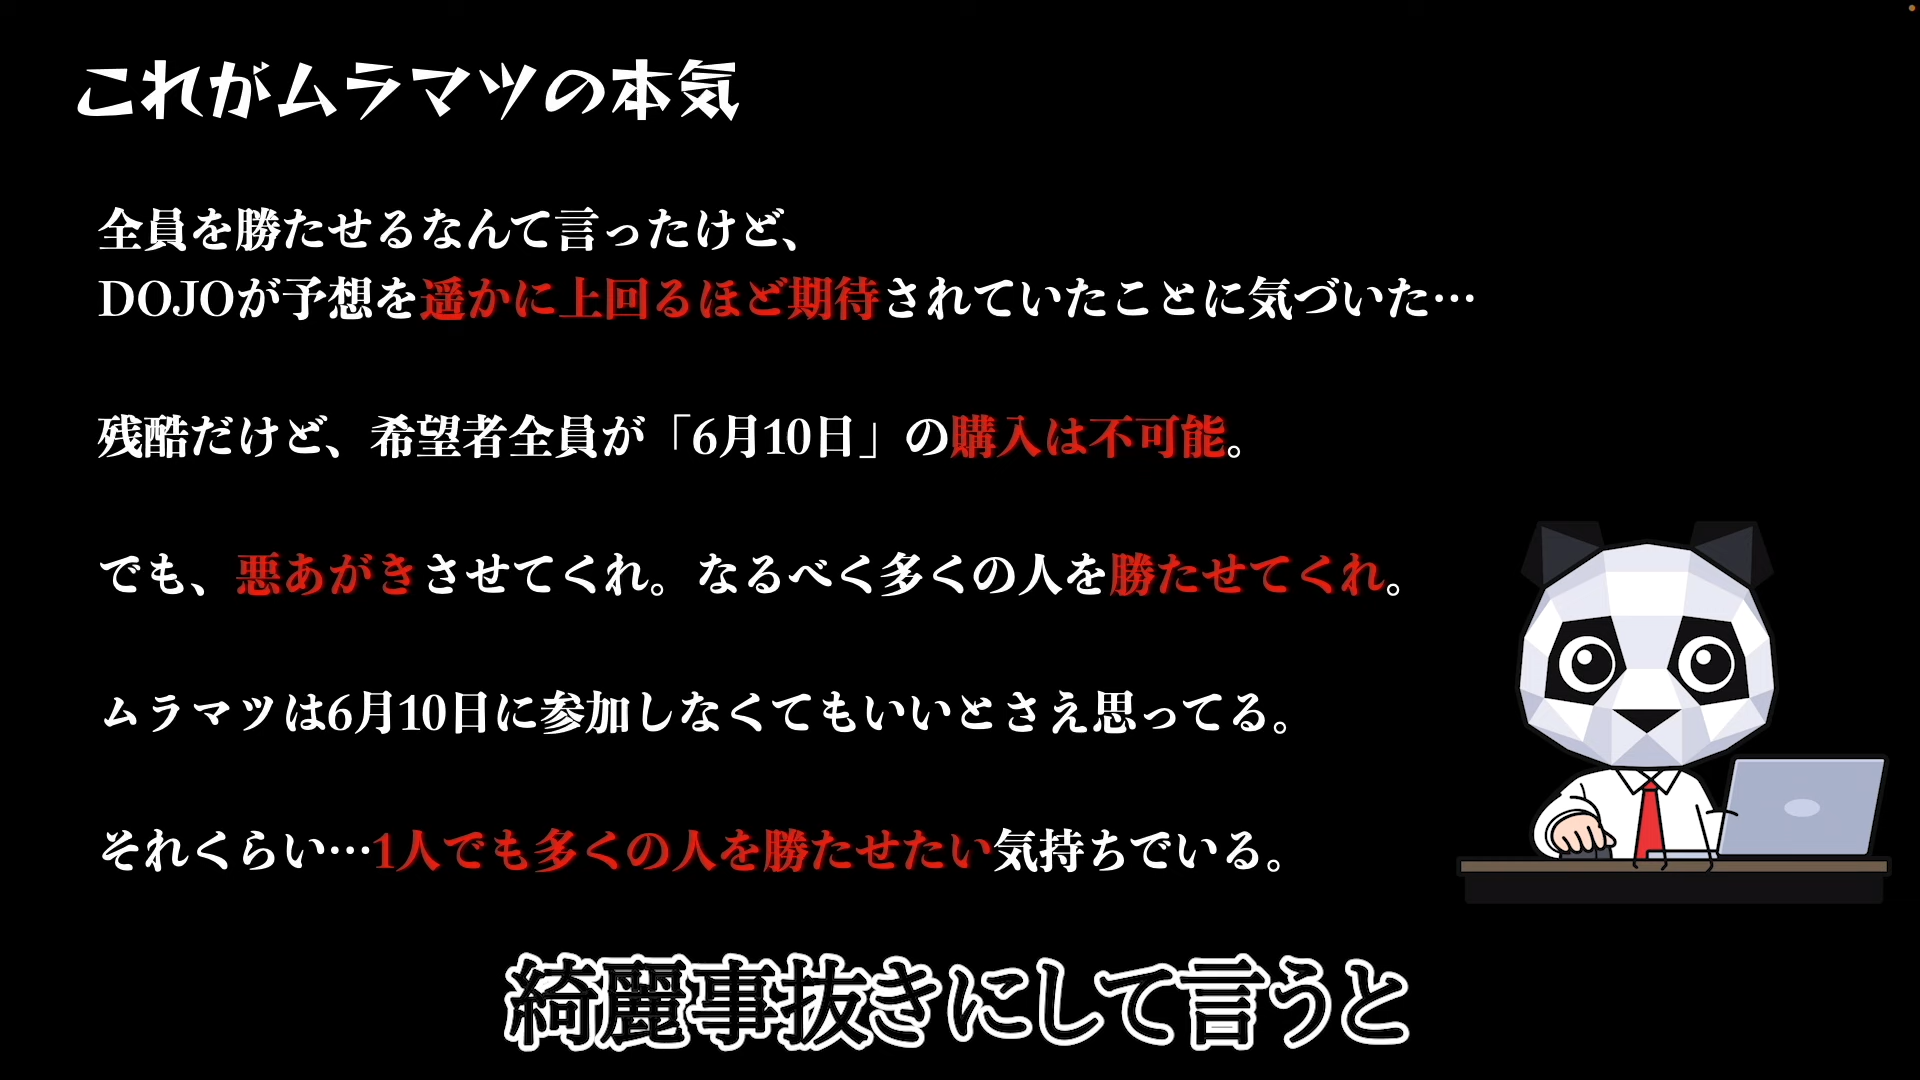 これがムラマツの本気
全員を勝たせるなんて言ったけど、
DOJOが予想を遥かに上回るほど期待されていたことに気づいた…
残酷だけど、希望者全員が「6月10日」の購入は不可能。
でも、悪あがきさせてくれ。なるべく多くの人を勝たせてくれ。
ムラマツは6月10日に参加しなくてもいいとさえ思ってる。
それくらい…1人でも多くの人を勝たせたい気持ちでいる。
綺麗事抜きにして言うと